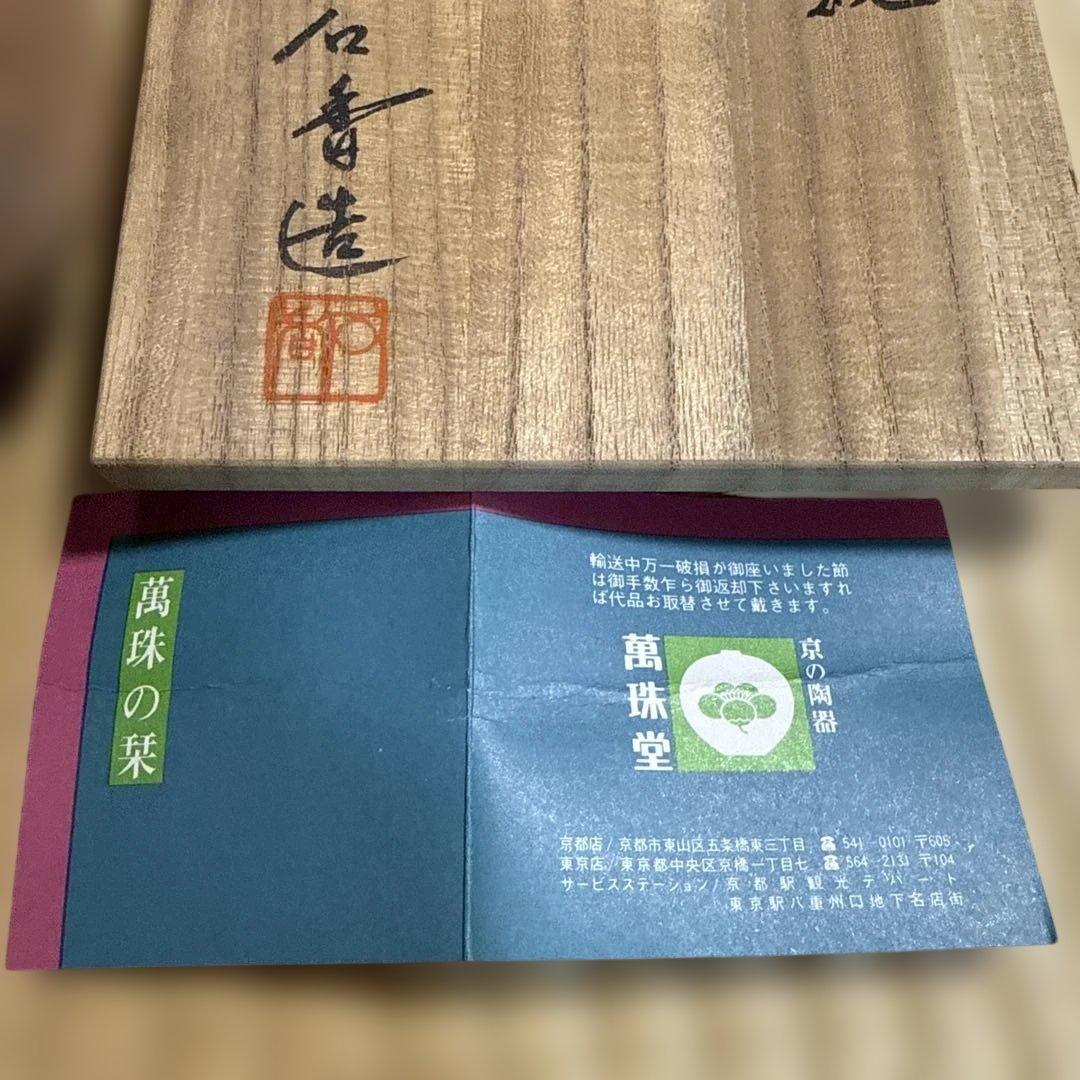 石香造
石香
萬珠の栞
輸送中万一破損が御座いました節
は御手数乍ら御返却下さいますれ
ば代品お取替させて戴きます。
京の陶器
萬珠堂
京都店/京都市東山区五条橋東三丁目 ☎ 541-0101 〒605
東京店/東京都中央区京橋一丁目七 ☎ 564-2131 〒104
サービスステーション/京都駅観光デパート
東京駅八重州口地下名店街